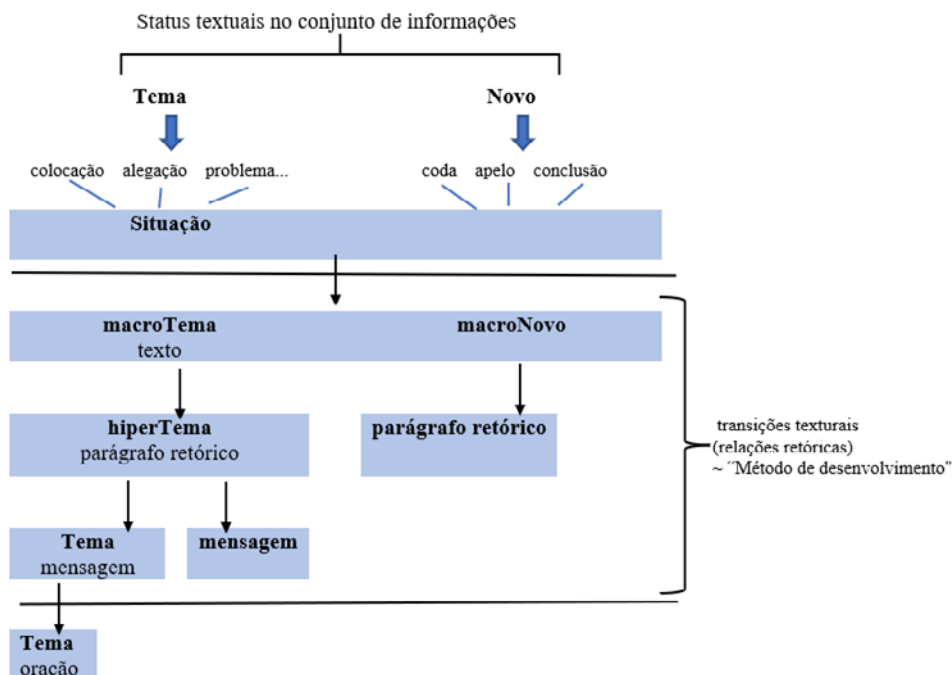 Status textuais no conjunto de informações
Tema
Novo
colocação alegação problema...
coda apelo conclusão
Situação
macroTema
texto
macroNovo
hiperTema
parágrafo retórico
parágrafo retórico
transições texturais
(relações retóricas)
~ “Método de desenvolvimento”
Tema
mensagem
mensagem
Tema
oração